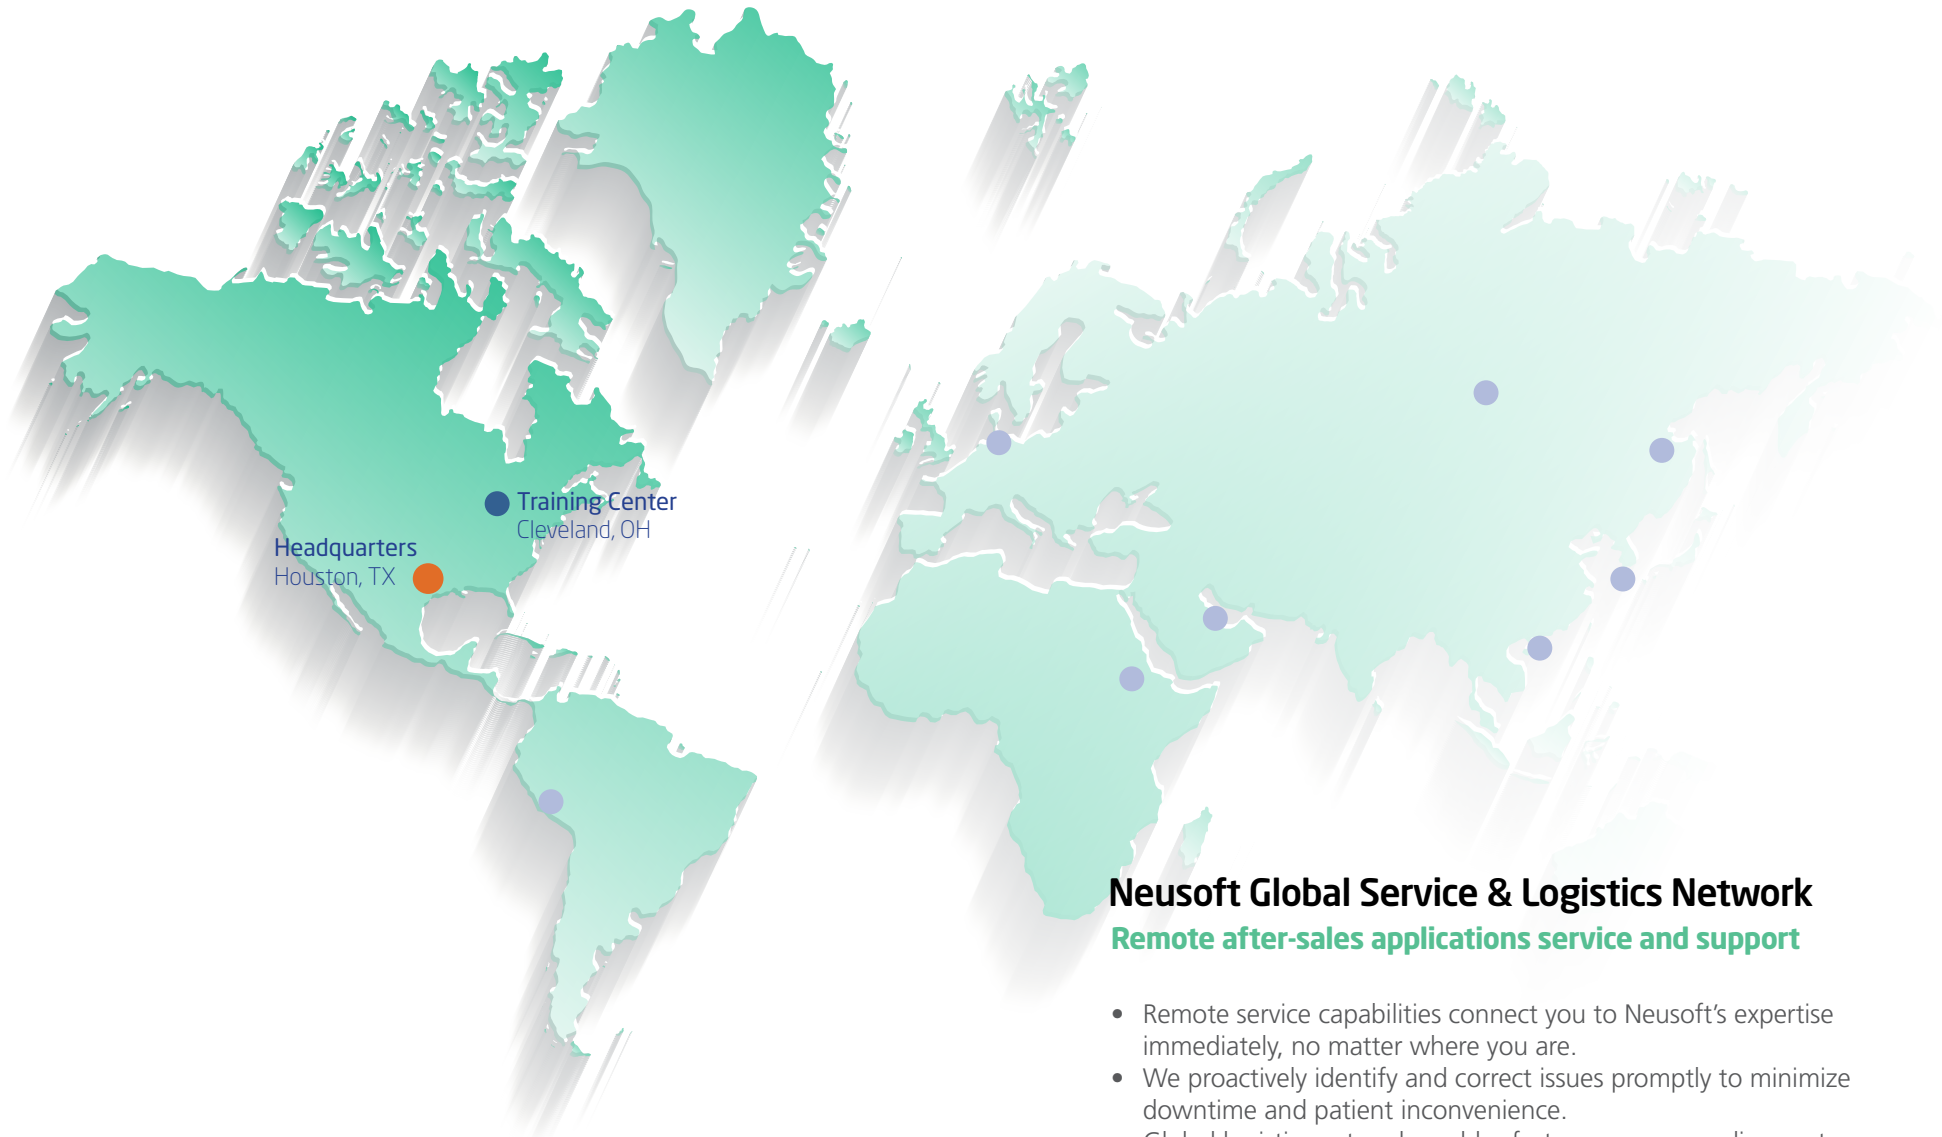 Training Center
Cleveland, OH
Headquarters
Houston, TX
Neusoft Global Service & Logistics Network
Remote after-sales applications service and support
• Remote service capabilities connect you to Neusoft’s expertise
immediately, no matter where you are.
• We proactively identify and correct issues promptly to minimize
downtime and patient inconvenience.